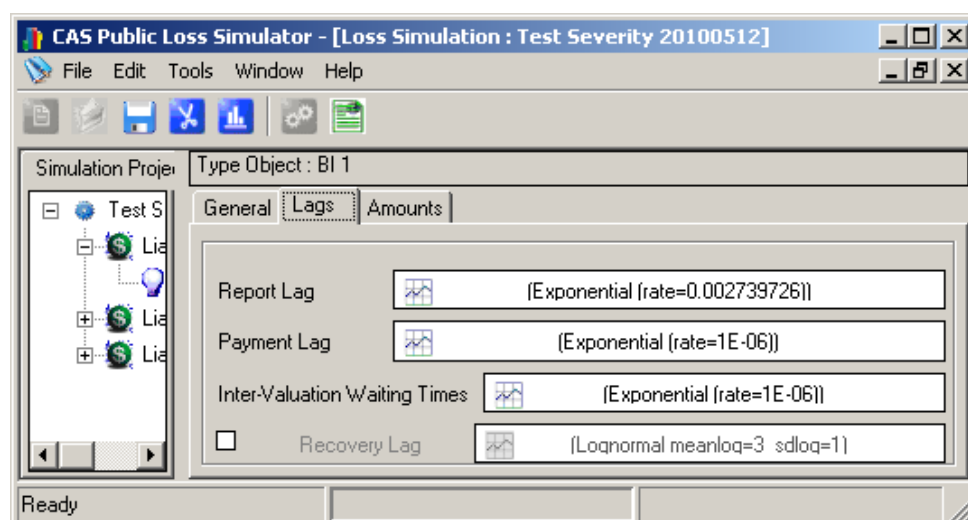 CAS Public Loss Simulator - [Loss Simulation : Test Severity 20100512]
File Edit Tools Window Help
Simulation Proje
Type Object : BI 1
Test S
Lia
Lia
Lia
General Lags Amounts
Report Lag (Exponential (rate=0.002739726))
Payment Lag (Exponential (rate=1E-06))
Inter-Valuation Waiting Times (Exponential (rate=1E-06))
Recovery Lag (Lognormal meanlog=3 sdlog=1)
Ready